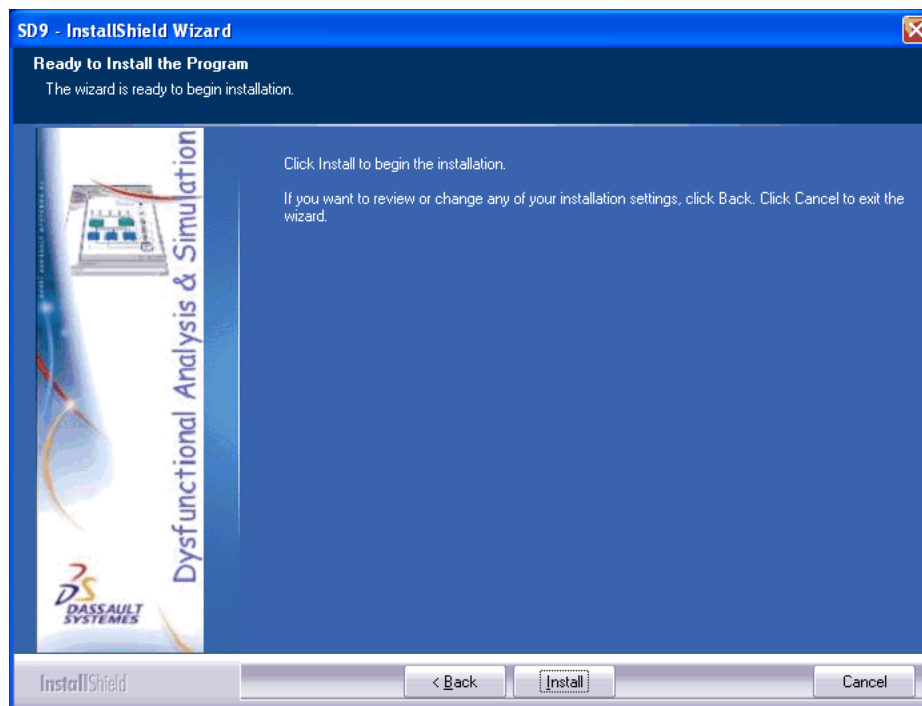 SD9 - InstallShield Wizard
Ready to Install the Program
The wizard is ready to begin installation.
Click Install to begin the installation.
If you want to review or change any of your installation settings, click Back. Click Cancel to exit the
wizard.
Dysfunctional Analysis & Simulation
DS
DASSAULT
SYSTEMES
InstallShield
< Back
Install
Cancel